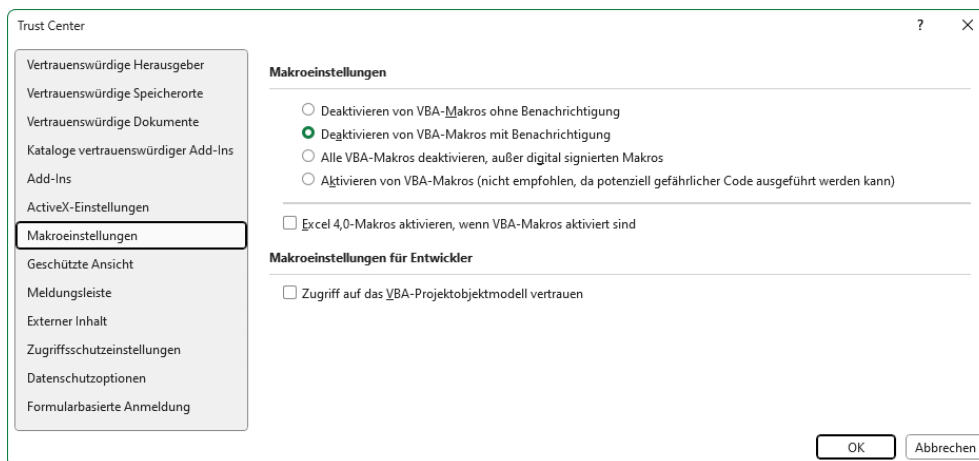 Trust Center
?
Vertrauenswürdige Herausgeber
Vertrauenswürdige Speicherorte
Vertrauenswürdige Dokumente
Kataloge vertrauenswürdiger Add-Ins
Add-Ins
ActiveX-Einstellungen
Makroeinstellungen
Geschützte Ansicht
Meldungsleiste
Externer Inhalt
Zugriffsschutzeinstellungen
Datenschutzoptionen
Formularbasierte Anmeldung
Makroeinstellungen
Deaktivieren von VBA-Makros ohne Benachrichtigung
Deaktivieren von VBA-Makros mit Benachrichtigung
Alle VBA-Makros deaktivieren, außer digital signierten Makros
Aktivieren von VBA-Makros (nicht empfohlen, da potenziell gefährlicher Code ausgeführt werden kann)
Excel 4,0-Makros aktivieren, wenn VBA-Makros aktiviert sind
Makroeinstellungen für Entwickler
Zugriff auf das VBA-Projektobjektmodell vertrauen
OK
Abbrechen